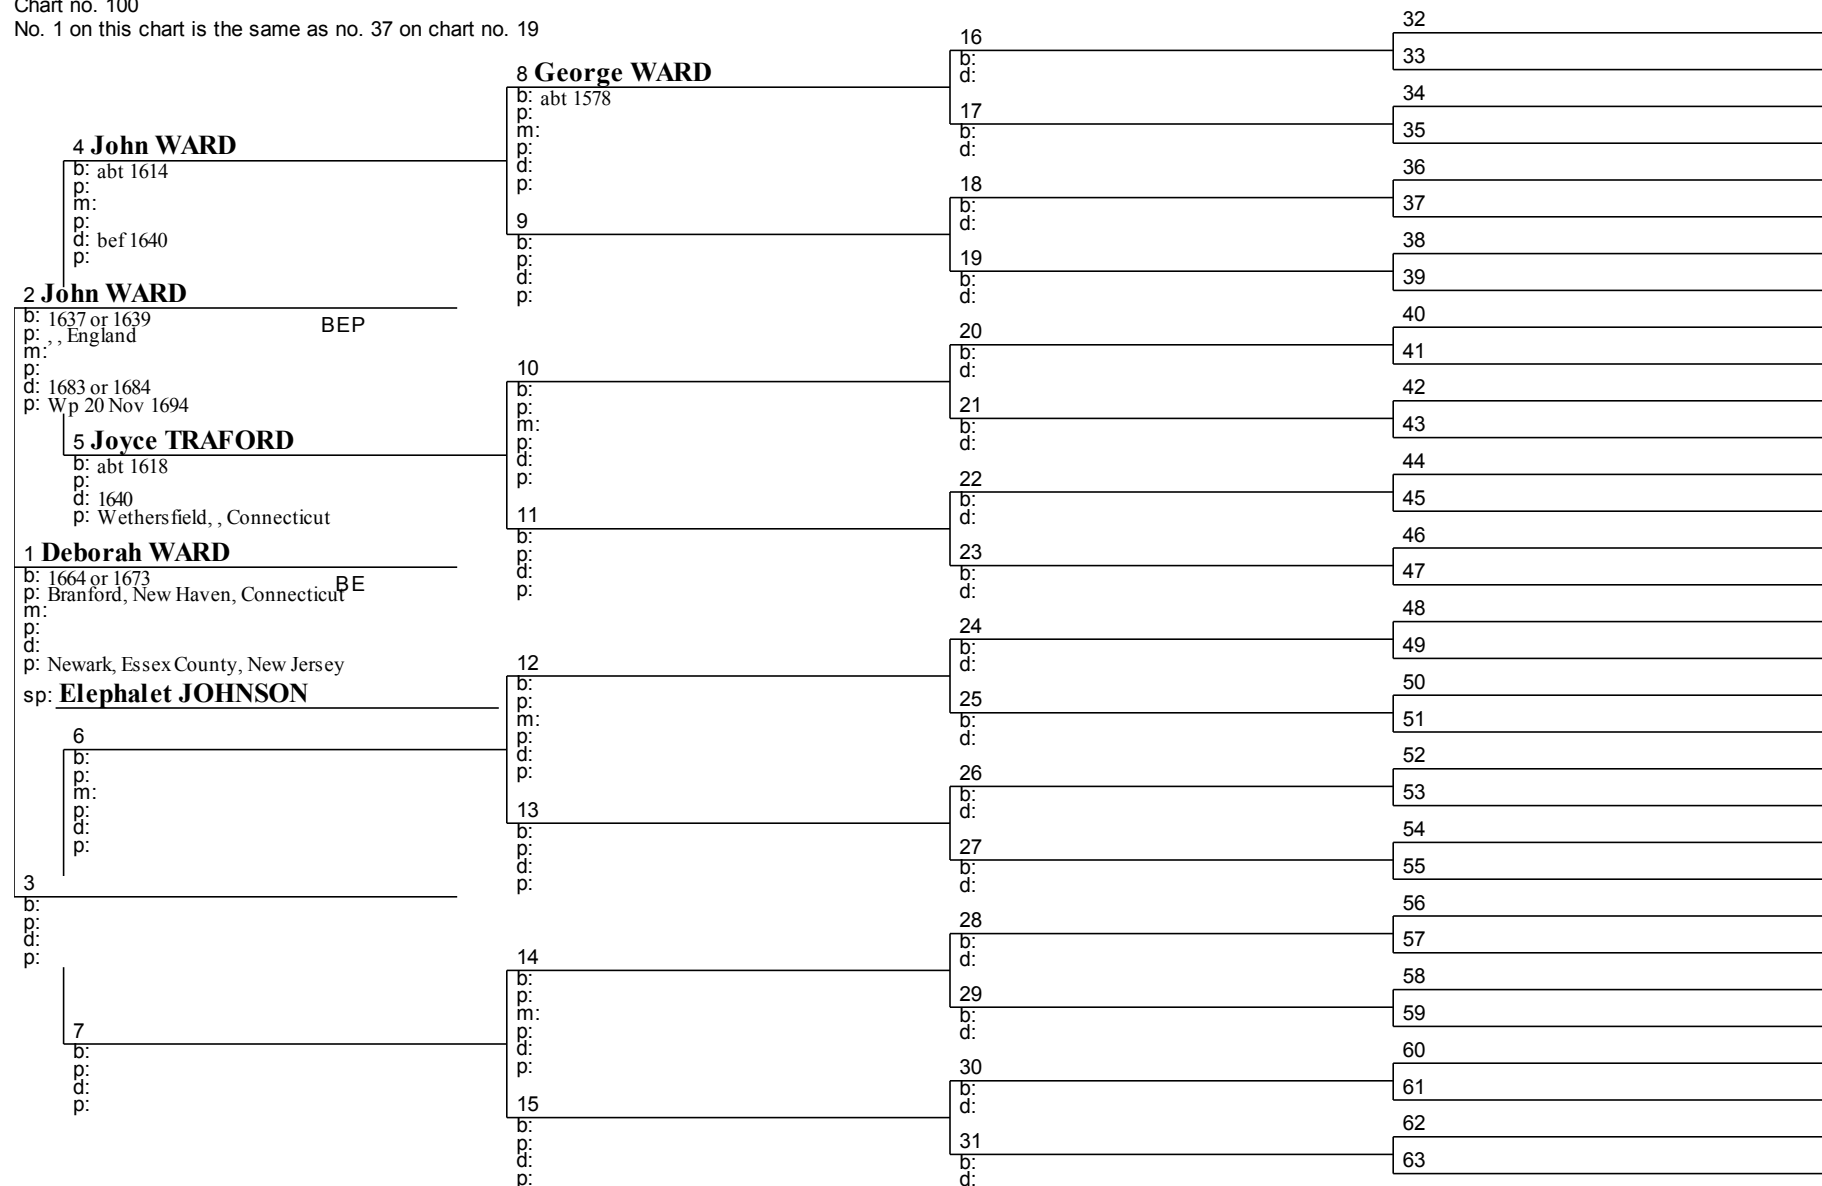 Chart no. 100
No. 1 on this chart is the same as no. 37 on chart no. 19
2 John WARD
b: 1637 or 1639
BEP
p: , , England
m:
p:
d: 1683 or 1684
p: Wp 20 Nov 1694
1 Deborah WARD
b: 1664 or 1673
BE
p: Branford, New Haven, Connecticut
m:
p:
d:
p: Newark, Essex County, New Jersey
sp: Elephalet JOHNSON
3
b:
p:
d:
p:
4 John WARD
b: abt 1614
p:
m:
p:
d: bef 1640
p:
5 Joyce TRAFORD
b: abt 1618
p:
d: 1640
p: Wethersfield, , Connecticut
6
b:
p:
m:
p:
d:
p:
7
b:
p:
d:
p:
8 George WARD
b: abt 1578
p:
m:
p:
d:
p:
9
b:
p:
d:
p:
10
b:
p:
m:
p:
d:
p:
11
b:
p:
d:
p:
12
b:
p:
m:
p:
d:
p:
13
b:
p:
d:
p:
14
b:
p:
m:
p:
d:
p:
15
b:
p:
d:
p:
16
b:
d:
17
b:
d:
18
b:
d:
19
b:
d:
20
b:
d:
21
b:
d:
22
b:
d:
23
b:
d:
24
b:
d:
25
b:
d:
26
b:
d:
27
b:
d:
28
b:
d:
29
b:
d:
30
b:
d:
31
b:
d:
32
33
34
35
36
37
38
39
40
41
42
43
44
45
46
47
48
49
50
51
52
53
54
55
56
57
58
59
60
61
62
63